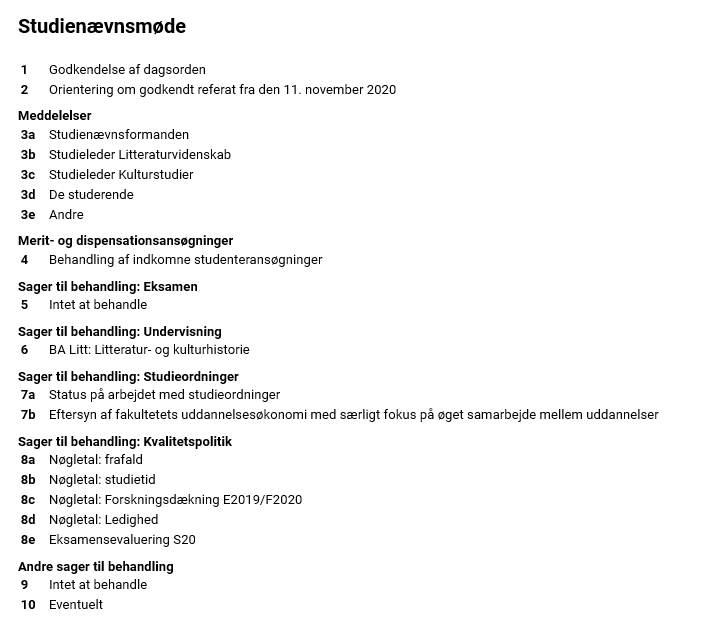 Studienævnsmøde
1 Godkendelse af dagsorden
2 Orientering om godkendt referat fra den 11. november 2020
Meddelelser
3a Studienævnsformanden
3b Studieleder Litteraturvidenskab
3c Studieleder Kulturstudier
3d De studerende
3e Andre
Merit- og dispensationsansøgninger
4 Behandling af indkomne studenteransøgninger
Sager til behandling: Eksamen
5 Intet at behandle
Sager til behandling: Undervisning
6 BA Litt: Litteratur- og kulturhistorie
Sager til behandling: Studieordninger
7a Status på arbejdet med studieordninger
7b Eftersyn af fakultetets uddannelsesøkonomi med særligt fokus på øget samarbejde mellem uddannelser
Sager til behandling: Kvalitetspolitik
8a Nøgletal: frafald
8b Nøgletal: studietid
8c Nøgletal: Forskningsdækning E2019/F2020
8d Nøgletal: Ledighed
8e Eksamensevaluering S20
Andre sager til behandling
9 Intet at behandle
10 Eventuelt